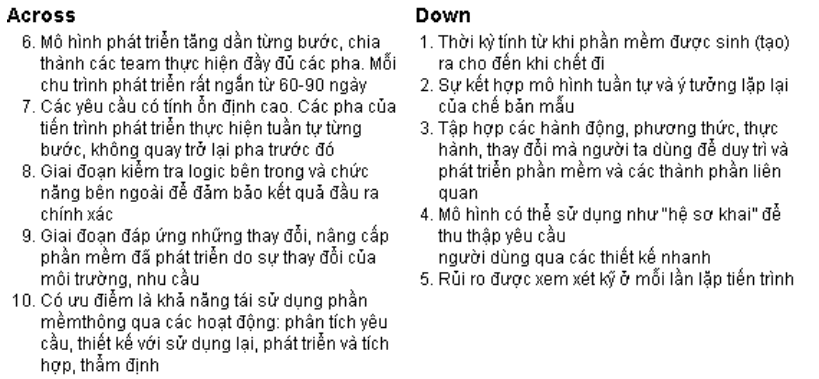 Across
6. Mô hình phát triển tăng dần từng bước, chia
thành các team thực hiện đầy đủ các pha. Mỗi
chu trình phát triển rất ngắn từ 60-90 ngày
7. Các yêu cầu có tính ổn định cao. Các pha của
tiến trình phát triển thực hiện tuần tự từng
bước, không quay trở lại pha trước đó
8. Giai đoạn kiểm tra logic bên trong và chức
năng bên ngoài để đảm bảo kết quả đầu ra
chính xác
9. Giai đoạn đáp ứng những thay đổi, nâng cấp
phần mềm đã phát triển do sự thay đổi của
môi trường, nhu cầu
10. Có ưu điểm là khả năng tái sử dụng phần
mềmthông qua các hoạt động: phân tích yêu
cầu, thiết kế với sử dụng lại, phát triển và tích
hợp, thẩm định
Down
1. Thời kỳ tính từ khi phần mềm được sinh (tạo)
ra cho đến khi chết đi
2. Sự kết hợp mô hình tuần tự và ý tưởng lặp lại
của chế bản mẫu
3. Tập hợp các hành động, phương thức, thực
hành, thay đổi mà người ta dùng để duy trì và
phát triển phần mềm và các thành phần liên
quan
4. Mô hình có thể sử dụng như "hệ sơ khai" để
thu thập yêu cầu
người dùng qua các thiết kế nhanh
5. Rủi ro được xem xét kỹ ở mỗi lần lặp tiến trình